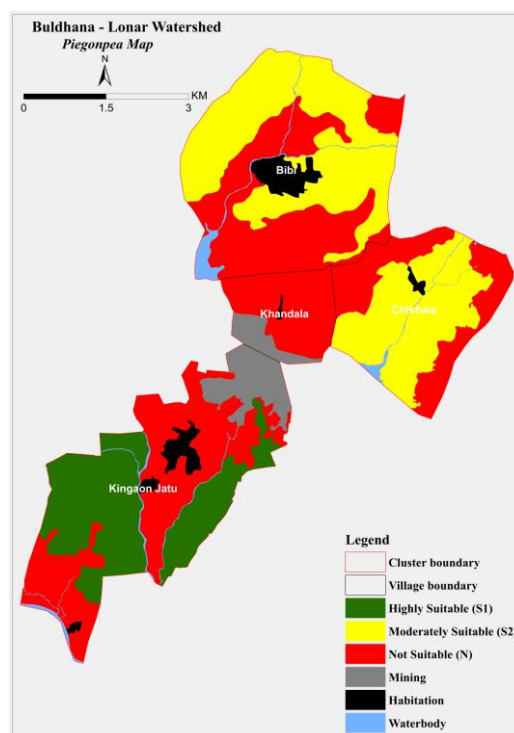 Buldhana - Lonar Watershed
Piegonpea Map
N
0 1.5 3 KM
Bibi
Khandala
Chikhala
Kingaon Jatu
Legend
Cluster boundary
Village boundary
Highly Suitable (S1)
Moderately Suitable (S2
Not Suitable (N)
Mining
Habitation
Waterbody